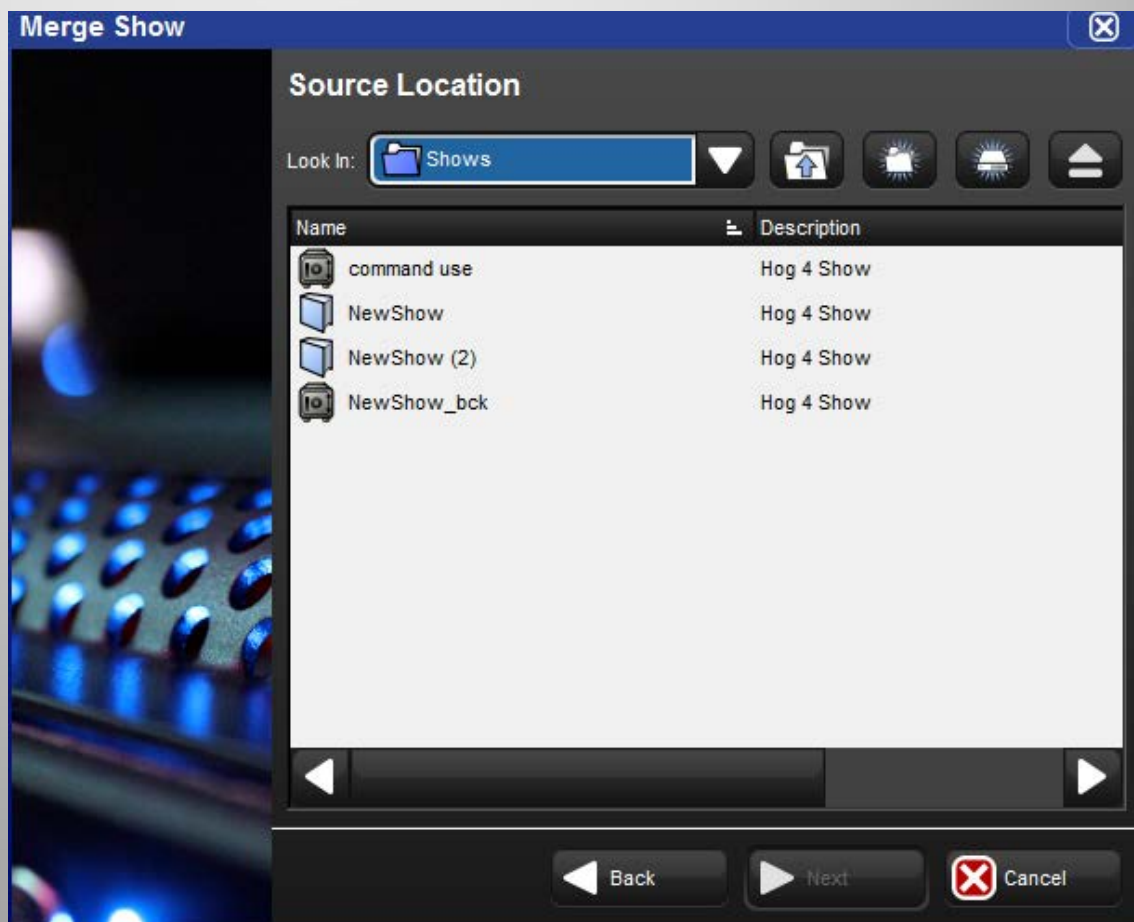 Merge Show
Source Location
Look In: Shows
Name Description
command use Hog 4 Show
NewShow Hog 4 Show
NewShow (2) Hog 4 Show
NewShow_bck Hog 4 Show
Back Next Cancel